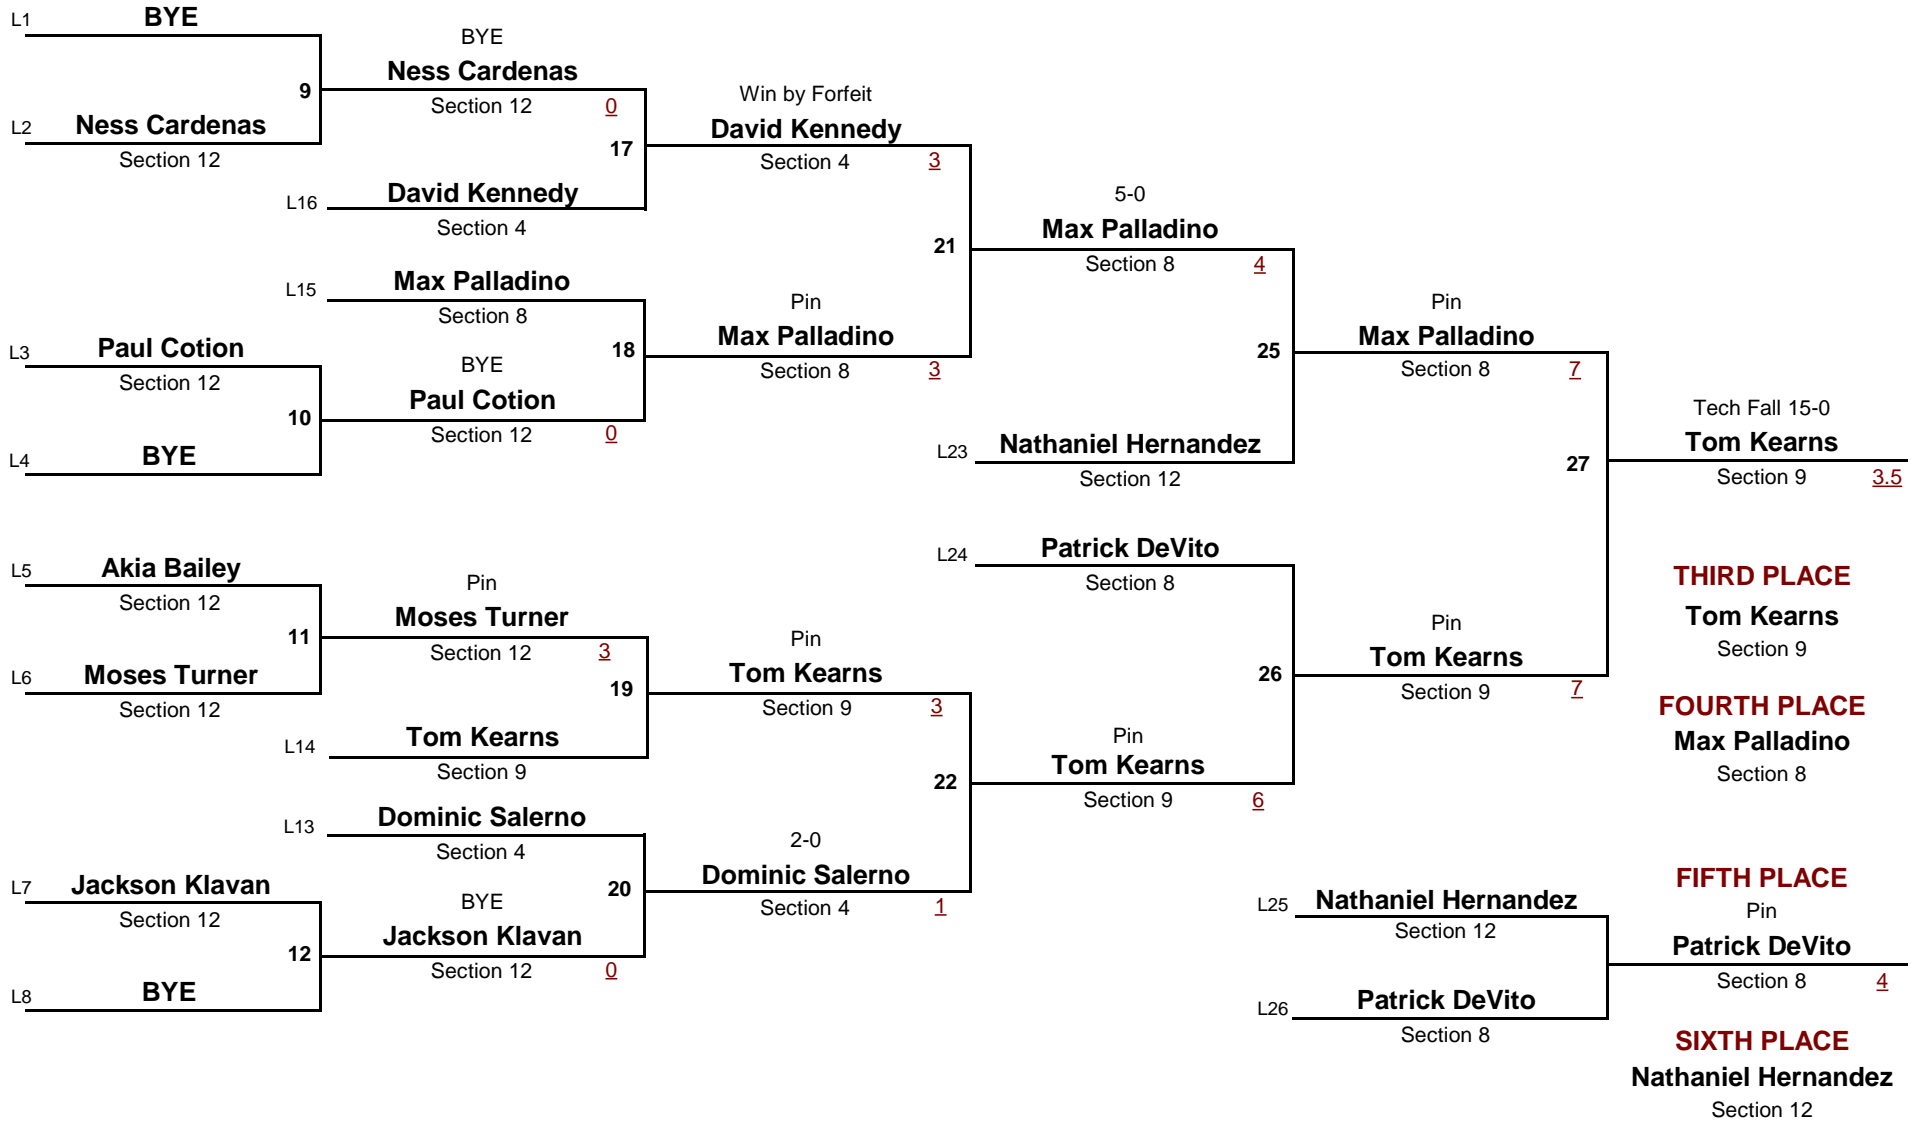 L1 BYE
BYE
Ness Cardenas
9
Section 12 0
L2 Ness Cardenas
Section 12
Win by Forfeit
David Kennedy
17
Section 4 3
L16 David Kennedy
Section 4
5-0
Max Palladino
21
Section 8 4
L15 Max Palladino
Section 8
Pin
Max Palladino
18
Section 8 3
L3 Paul Cotion
Section 12
BYE
Paul Cotion
10
Section 12 0
L4 BYE
Pin
Max Palladino
25
Section 8 7
L23 Nathaniel Hernandez
Section 12
Tech Fall 15-0
Tom Kearns
27
Section 9 3.5
L24 Patrick DeVito
Section 8
L5 Akia Bailey
Section 12
Pin
Moses Turner
11
Section 12 3
L6 Moses Turner
Section 12
Pin
Tom Kearns
19
Section 9 3
L14 Tom Kearns
Section 9
Pin
Tom Kearns
26
Section 9 7
Pin
Tom Kearns
22
Section 9 6
L13 Dominic Salerno
Section 4
2-0
Dominic Salerno
20
Section 4 1
L7 Jackson Klavan
Section 12
BYE
Jackson Klavan
12
Section 12 0
L8 BYE
THIRD PLACE
Tom Kearns
Section 9
FOURTH PLACE
Max Palladino
Section 8
L25 Nathaniel Hernandez
Section 12
FIFTH PLACE
Pin
Patrick DeVito
Section 8 4
L26 Patrick DeVito
Section 8
SIXTH PLACE
Nathaniel Hernandez
Section 12